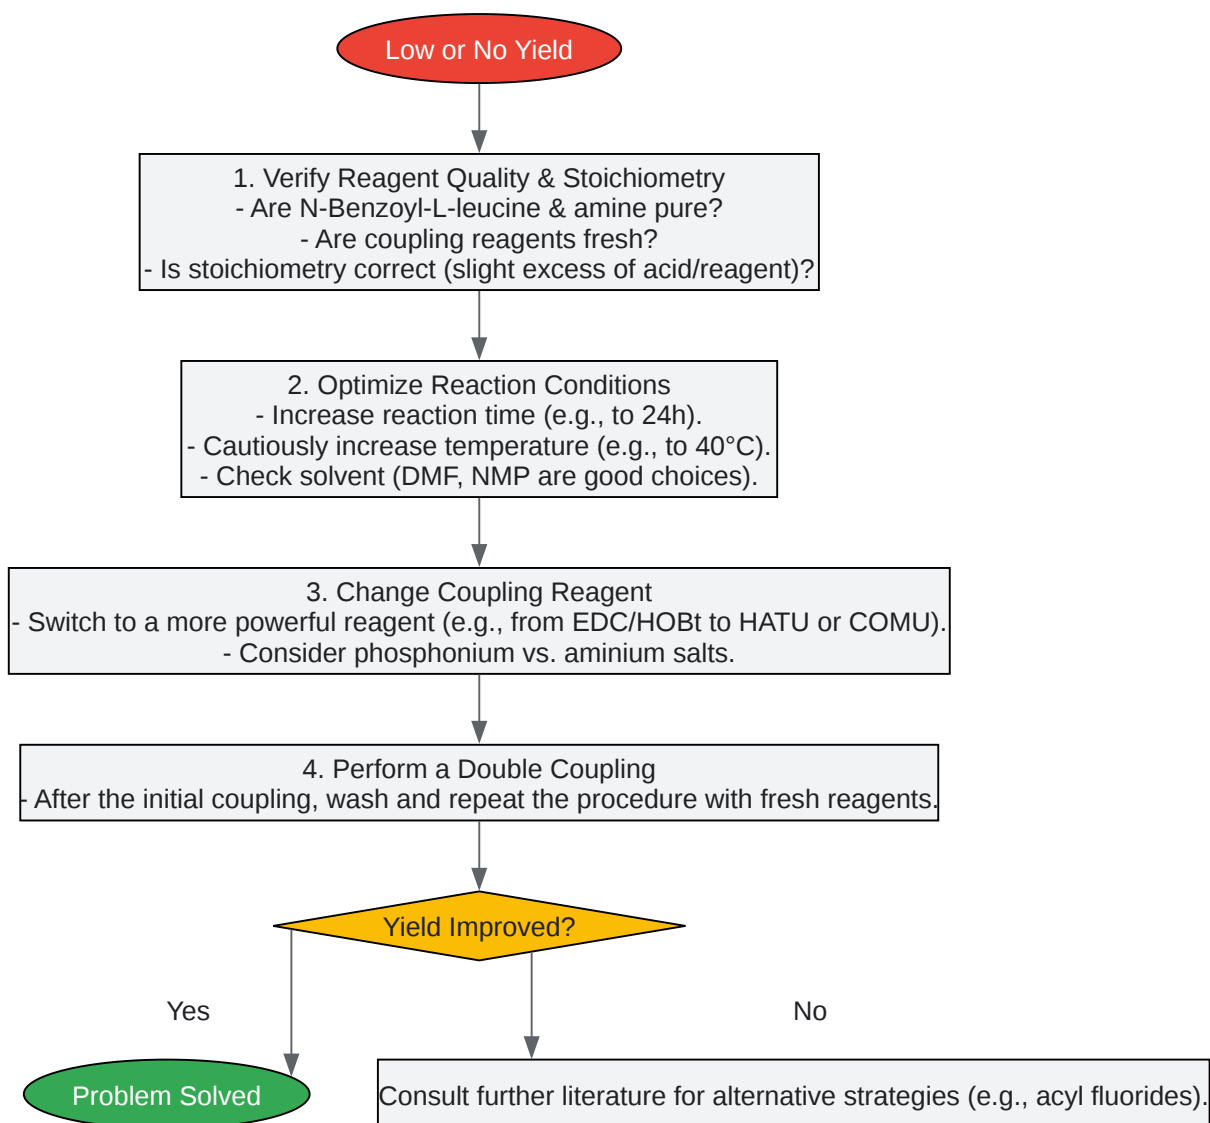 Low or No Yield
1. Verify Reagent Quality & Stoichiometry
- Are N-Benzoyl-L-leucine & amine pure?
- Are coupling reagents fresh?
- Is stoichiometry correct (slight excess of acid/reagent)?
2. Optimize Reaction Conditions
- Increase reaction time (e.g., to 24h).
- Cautiously increase temperature (e.g., to 40°C).
- Check solvent (DMF, NMP are good choices).
3. Change Coupling Reagent
- Switch to a more powerful reagent (e.g., from EDC/HOBt to HATU or COMU).
- Consider phosphonium vs. aminium salts.
4. Perform a Double Coupling
- After the initial coupling, wash and repeat the procedure with fresh reagents.
Yield Improved?
Yes
No
Problem Solved
Consult further literature for alternative strategies (e.g., acyl fluorides).